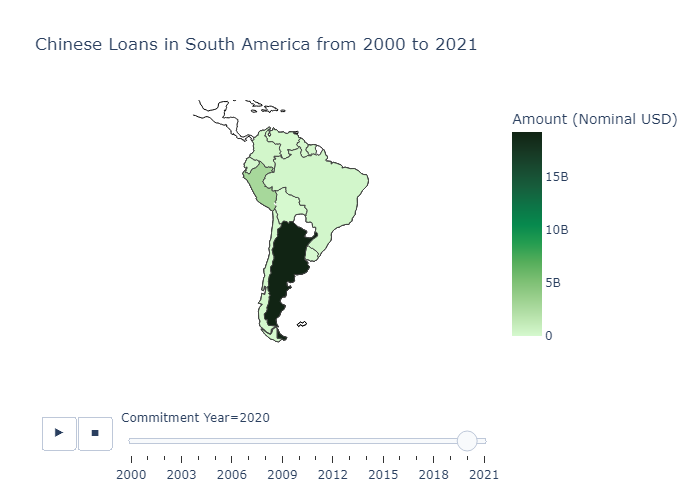 Chinese Loans in South America from 2000 to 2021
Amount (Nominal USD)
15B
10B
5B
0
Commitment Year=2020
2000 2003 2006 2009 2012 2015 2018 2021